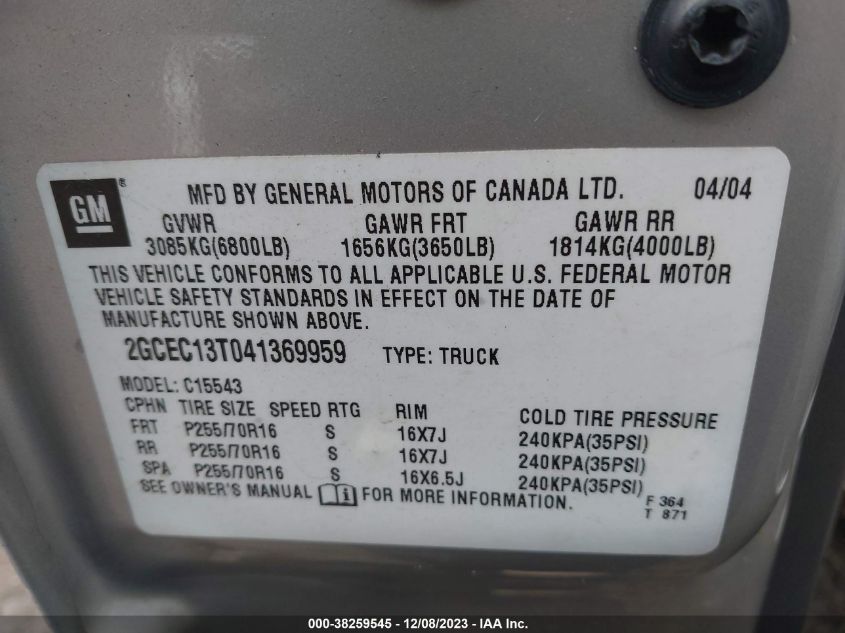 GM ®
MFD BY GENERAL MOTORS OF CANADA LTD. 04/04
GVWR GAWR FRT GAWR RR
3085KG(6800LB) 1656KG(3650LB) 1814KG(4000LB)
THIS VEHICLE CONFORMS TO ALL APPLICABLE U.S. FEDERAL MOTOR
VEHICLE SAFETY STANDARDS IN EFFECT ON THE DATE OF
MANUFACTURE SHOWN ABOVE.
2GCEC13T041369959 TYPE: TRUCK
MODEL: C15543
CPHN TIRE SIZE SPEED RTG RIM COLD TIRE PRESSURE
FRT P255/70R16 S 16X7J 240KPA(35PSI)
RR P255/70R16 S 16X7J 240KPA(35PSI)
SPA P255/70R16 S 16X6.5J 240KPA(35PSI)
SEE OWNER'S MANUAL i FOR MORE INFORMATION.
F 364
T 871
000-38259545 - 12/08/2023 - IAA Inc.